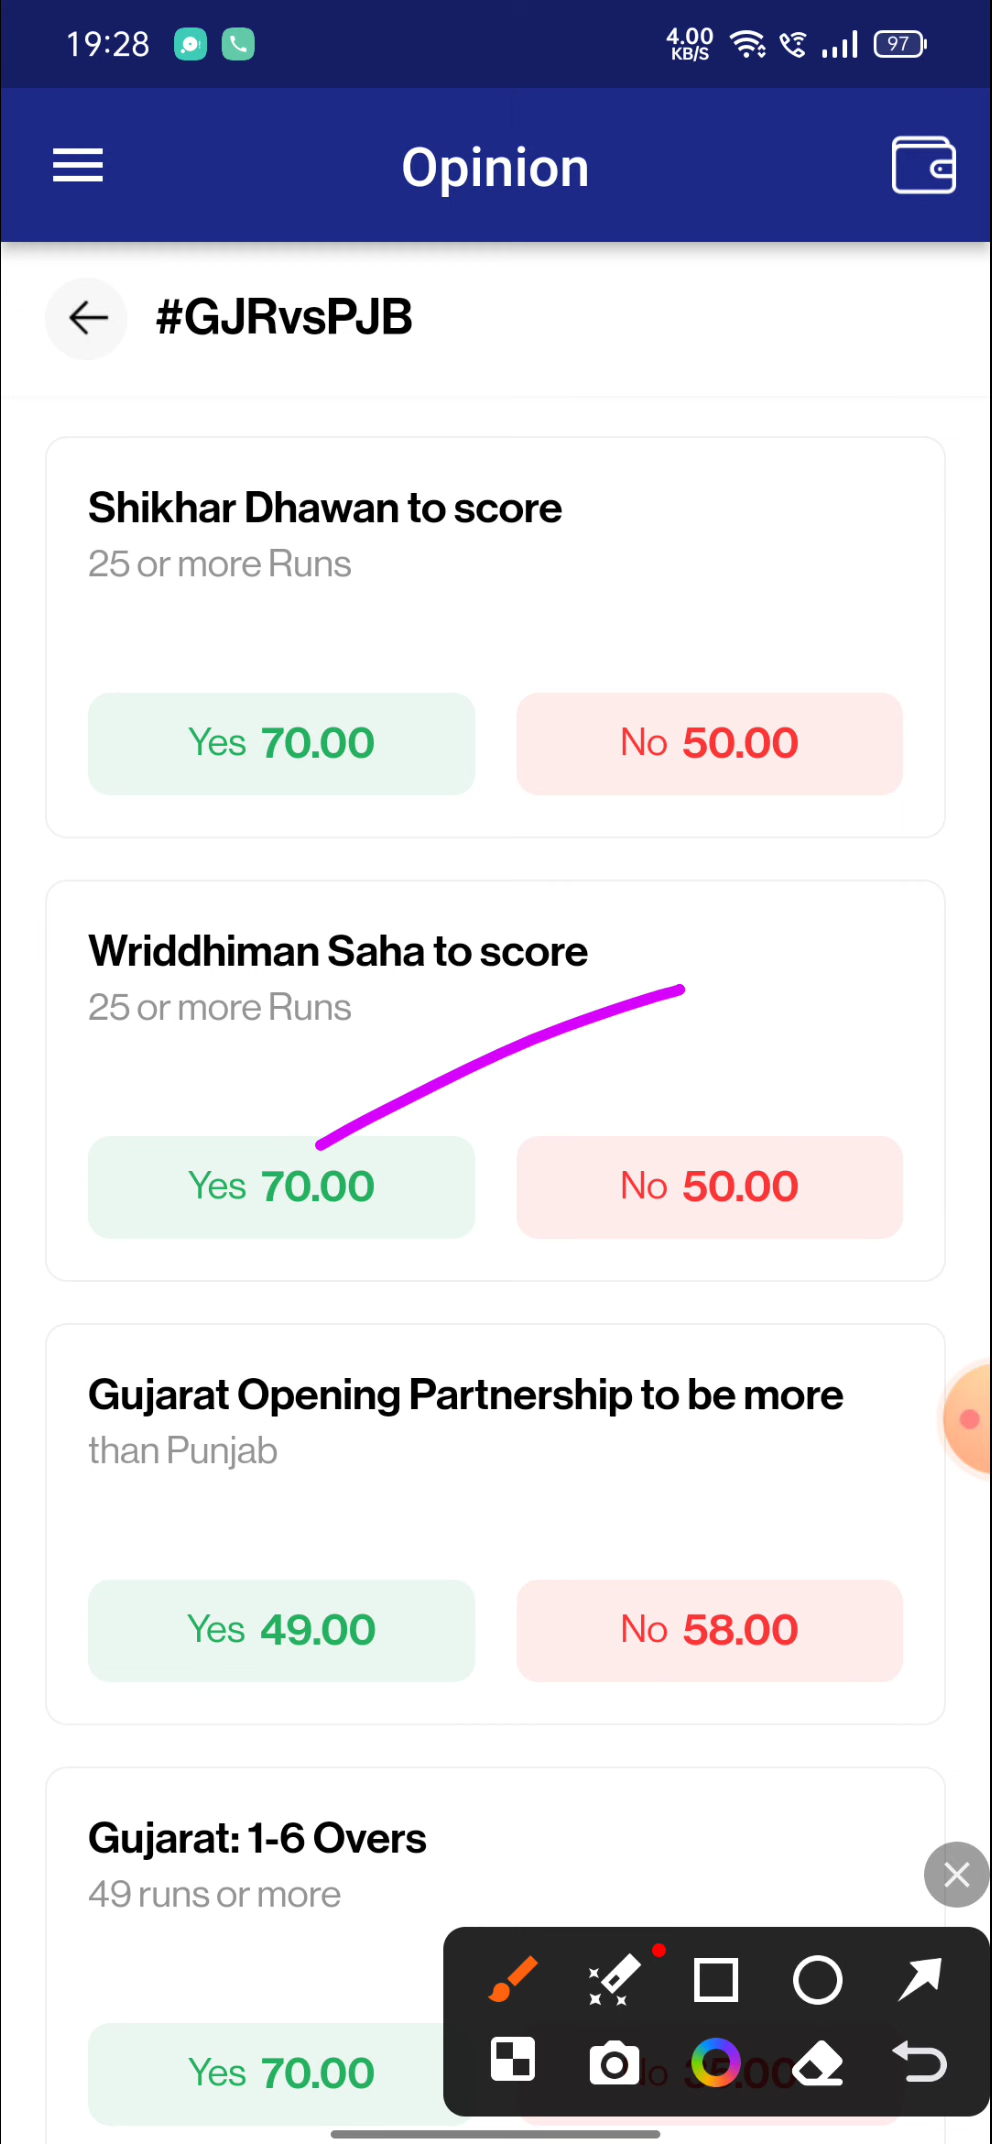 19:28
4.00
KB/S
97
Opinion
#GJRvsPJB
Shikhar Dhawan to score
25 or more Runs
Yes 70.00
No 50.00
Wriddhiman Saha to score
25 or more Runs
Yes 70.00
No 50.00
Gujarat Opening Partnership to be more
than Punjab
Yes 49.00
No 58.00
Gujarat: 1-6 Overs
49 runs or more
Yes 70.00